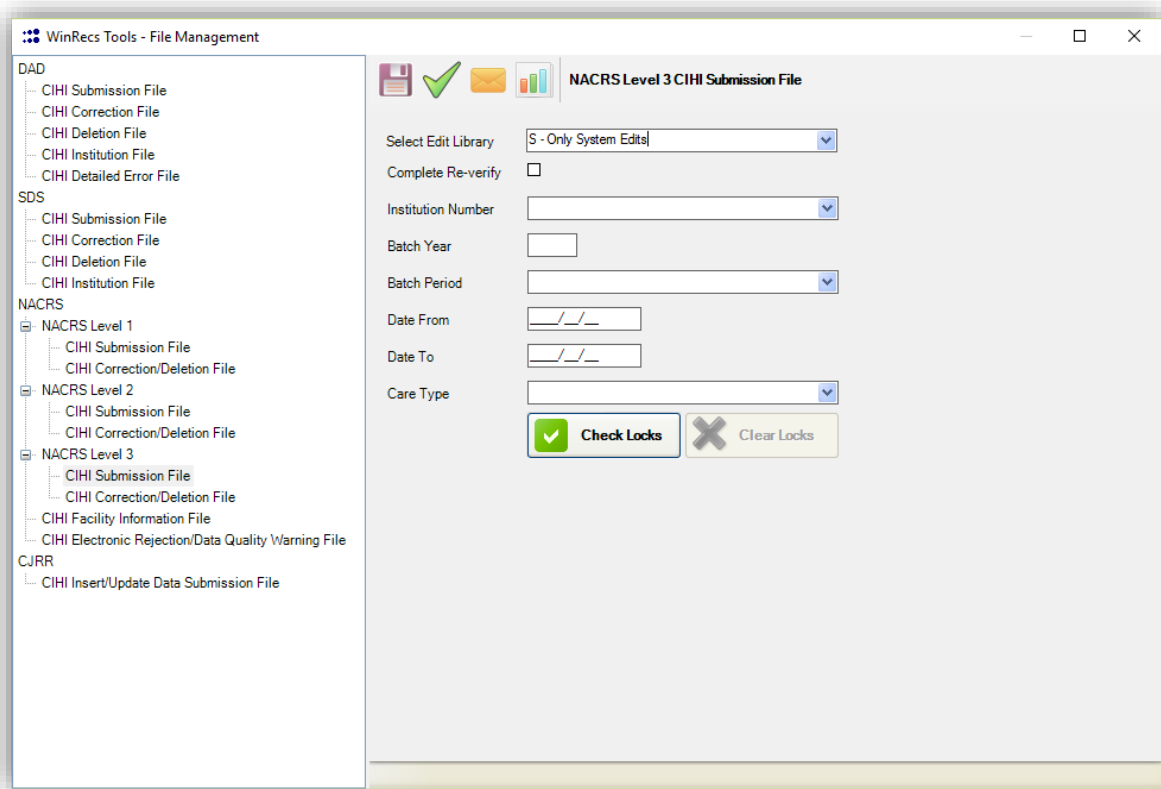 WinRecs Tools - File Management
DAD
CIHI Submission File
CIHI Correction File
CIHI Deletion File
CIHI Institution File
CIHI Detailed Error File
SDS
CIHI Submission File
CIHI Correction File
CIHI Deletion File
CIHI Institution File
NACRS
NACRS Level 1
CIHI Submission File
CIHI Correction/Deletion File
NACRS Level 2
CIHI Submission File
CIHI Correction/Deletion File
NACRS Level 3
CIHI Submission File
CIHI Correction/Deletion File
CIHI Facility Information File
CIHI Electronic Rejection/Data Quality Warning File
CJRR
CIHI Insert/Update Data Submission File
NACRS Level 3 CIHI Submission File
Select Edit Library S - Only System Edits
Complete Re-verify
Institution Number
Batch Year
Batch Period
Date From ____/__/__
Date To ____/__/__
Care Type
Check Locks Clear Locks